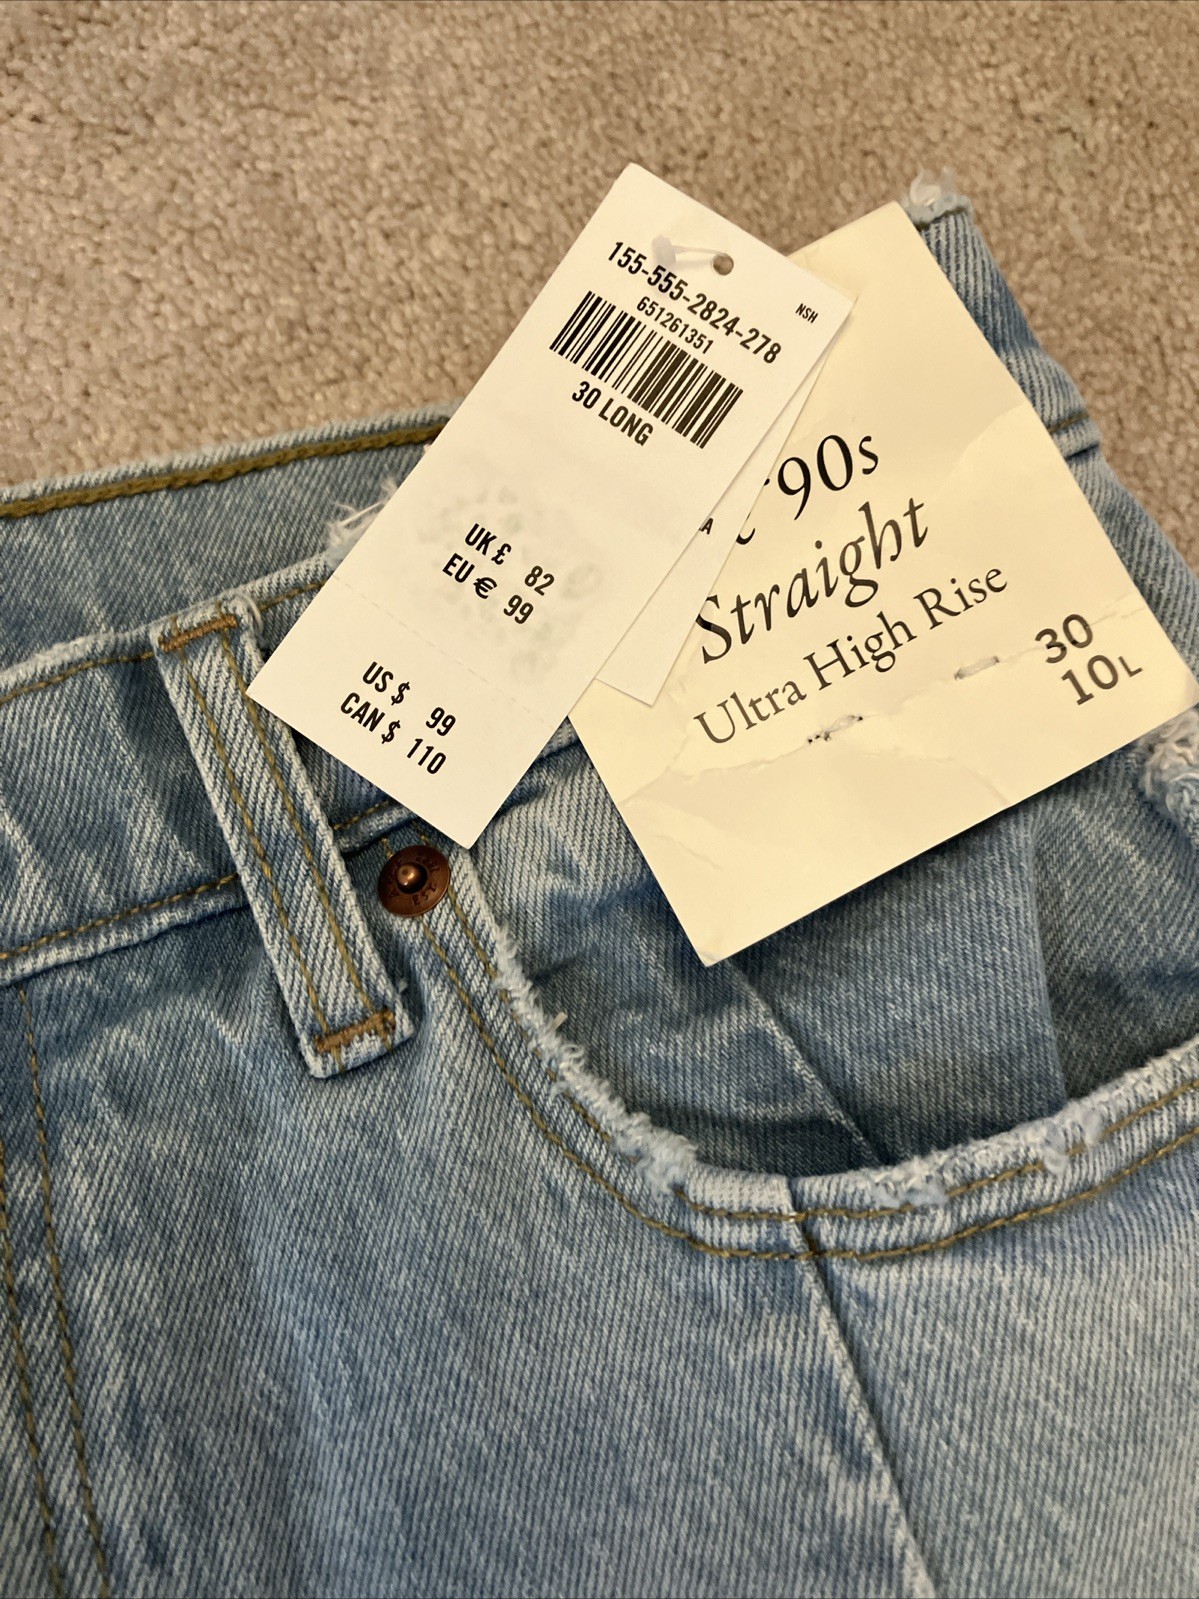 155-555-2824-278
NSH
651261351
30 LONG
UK £ 82
EU € 99
US $ 99
CAN $ 110
A
'90s
Straight
Ultra High Rise
30
10L